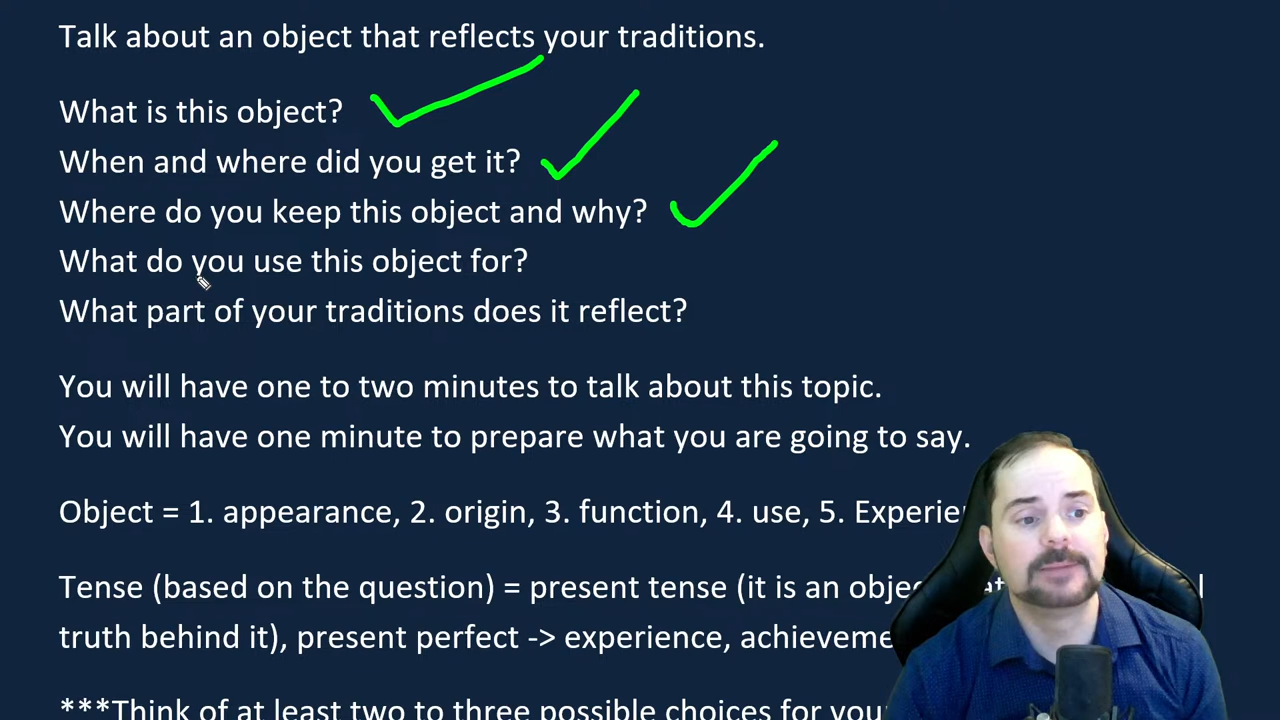 Talk about an object that reflects your traditions.
What is this object?
When and where did you get it?
Where do you keep this object and why?
What do you use this object for?
What part of your traditions does it reflect?
You will have one to two minutes to talk about this topic.
You will have one minute to prepare what you are going to say.
Object = 1. appearance, 2. origin, 3. function, 4. use, 5.
Tense (based on the question) = present tense (it is an
truth behind it), present perfect -> experience,
***Think of at least two to three possible choices for